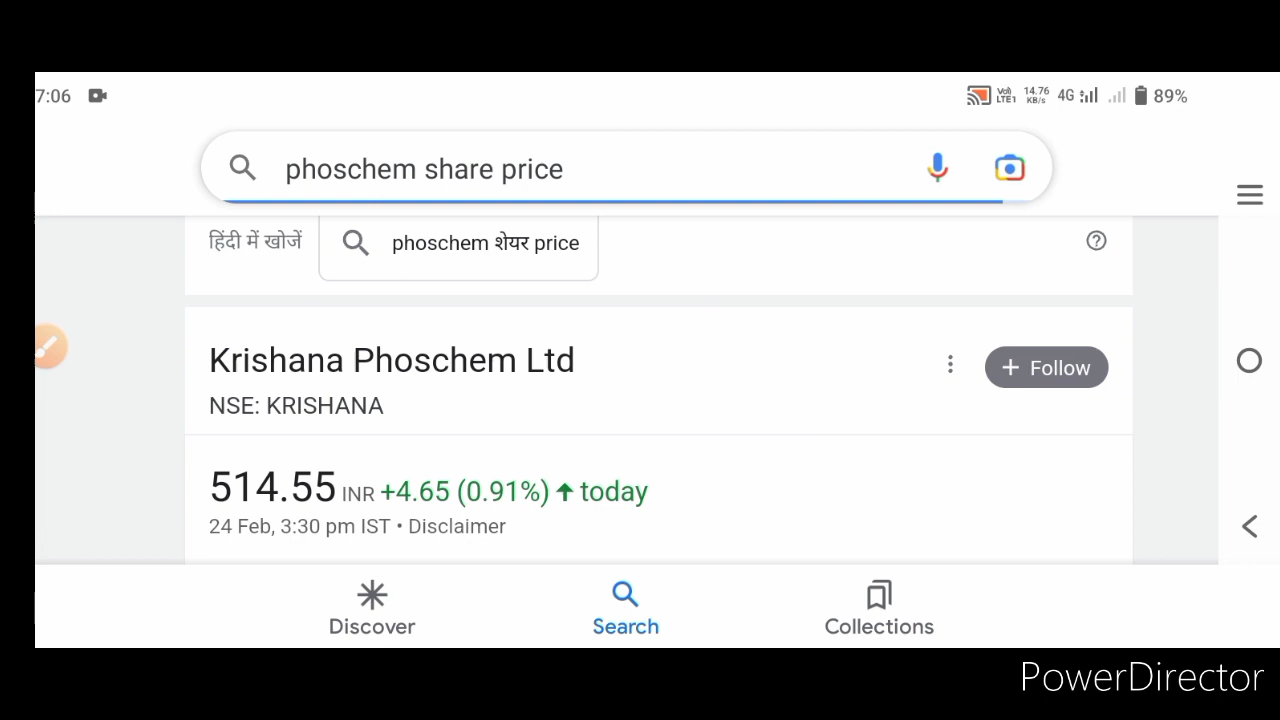 7:06 VoI) LTE1 14.76 KB/s 4G 89%
phoschem share price
हिंदी में खोजें phoschem शेयर price
Krishana Phoschem Ltd
+ Follow
NSE: KRISHANA
514.55 INR +4.65 (0.91%) ↑ today
24 Feb, 3:30 pm IST • Disclaimer
Discover Search Collections
PowerDirector